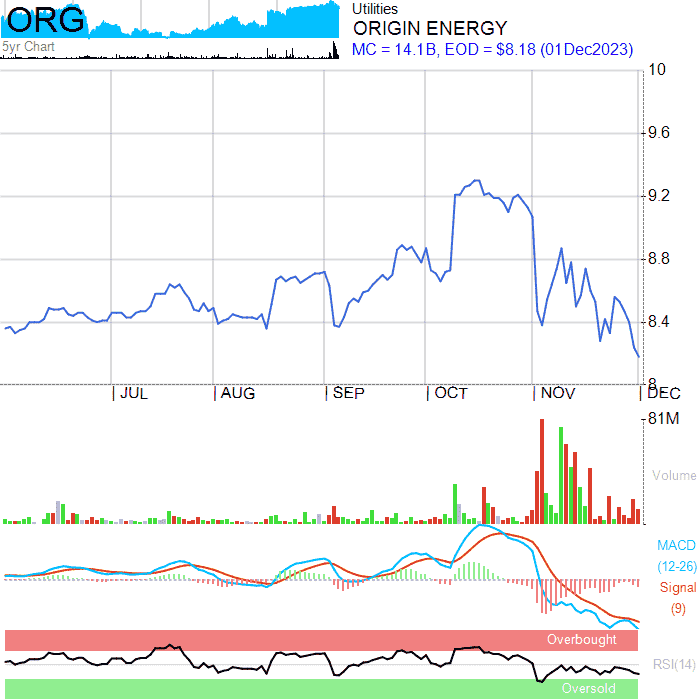 ORG
5yr Chart
Utilities
ORIGIN ENERGY
MC = 14.1B, EOD = $8.18 (01Dec2023)
10
9.6
9.2
8.8
8.4
8
JUL AUG SEP OCT NOV DEC
81M
Volume
MACD
(12-26)
Signal
(9)
Overbought
RSI(14)
Oversold